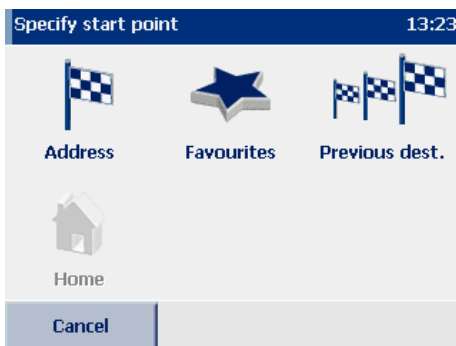 Specify start point 13:23
Address Favourites Previous dest.
Home
Cancel